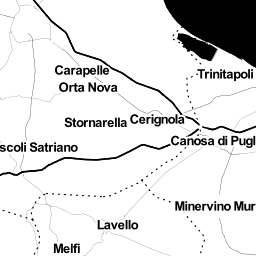 Carapelle
Trinitapoli
Orta Nova
Stornarella
Cerignola
Canosa di Pugl
scoli Satriano
Minervino Mur
Lavello
Melfi